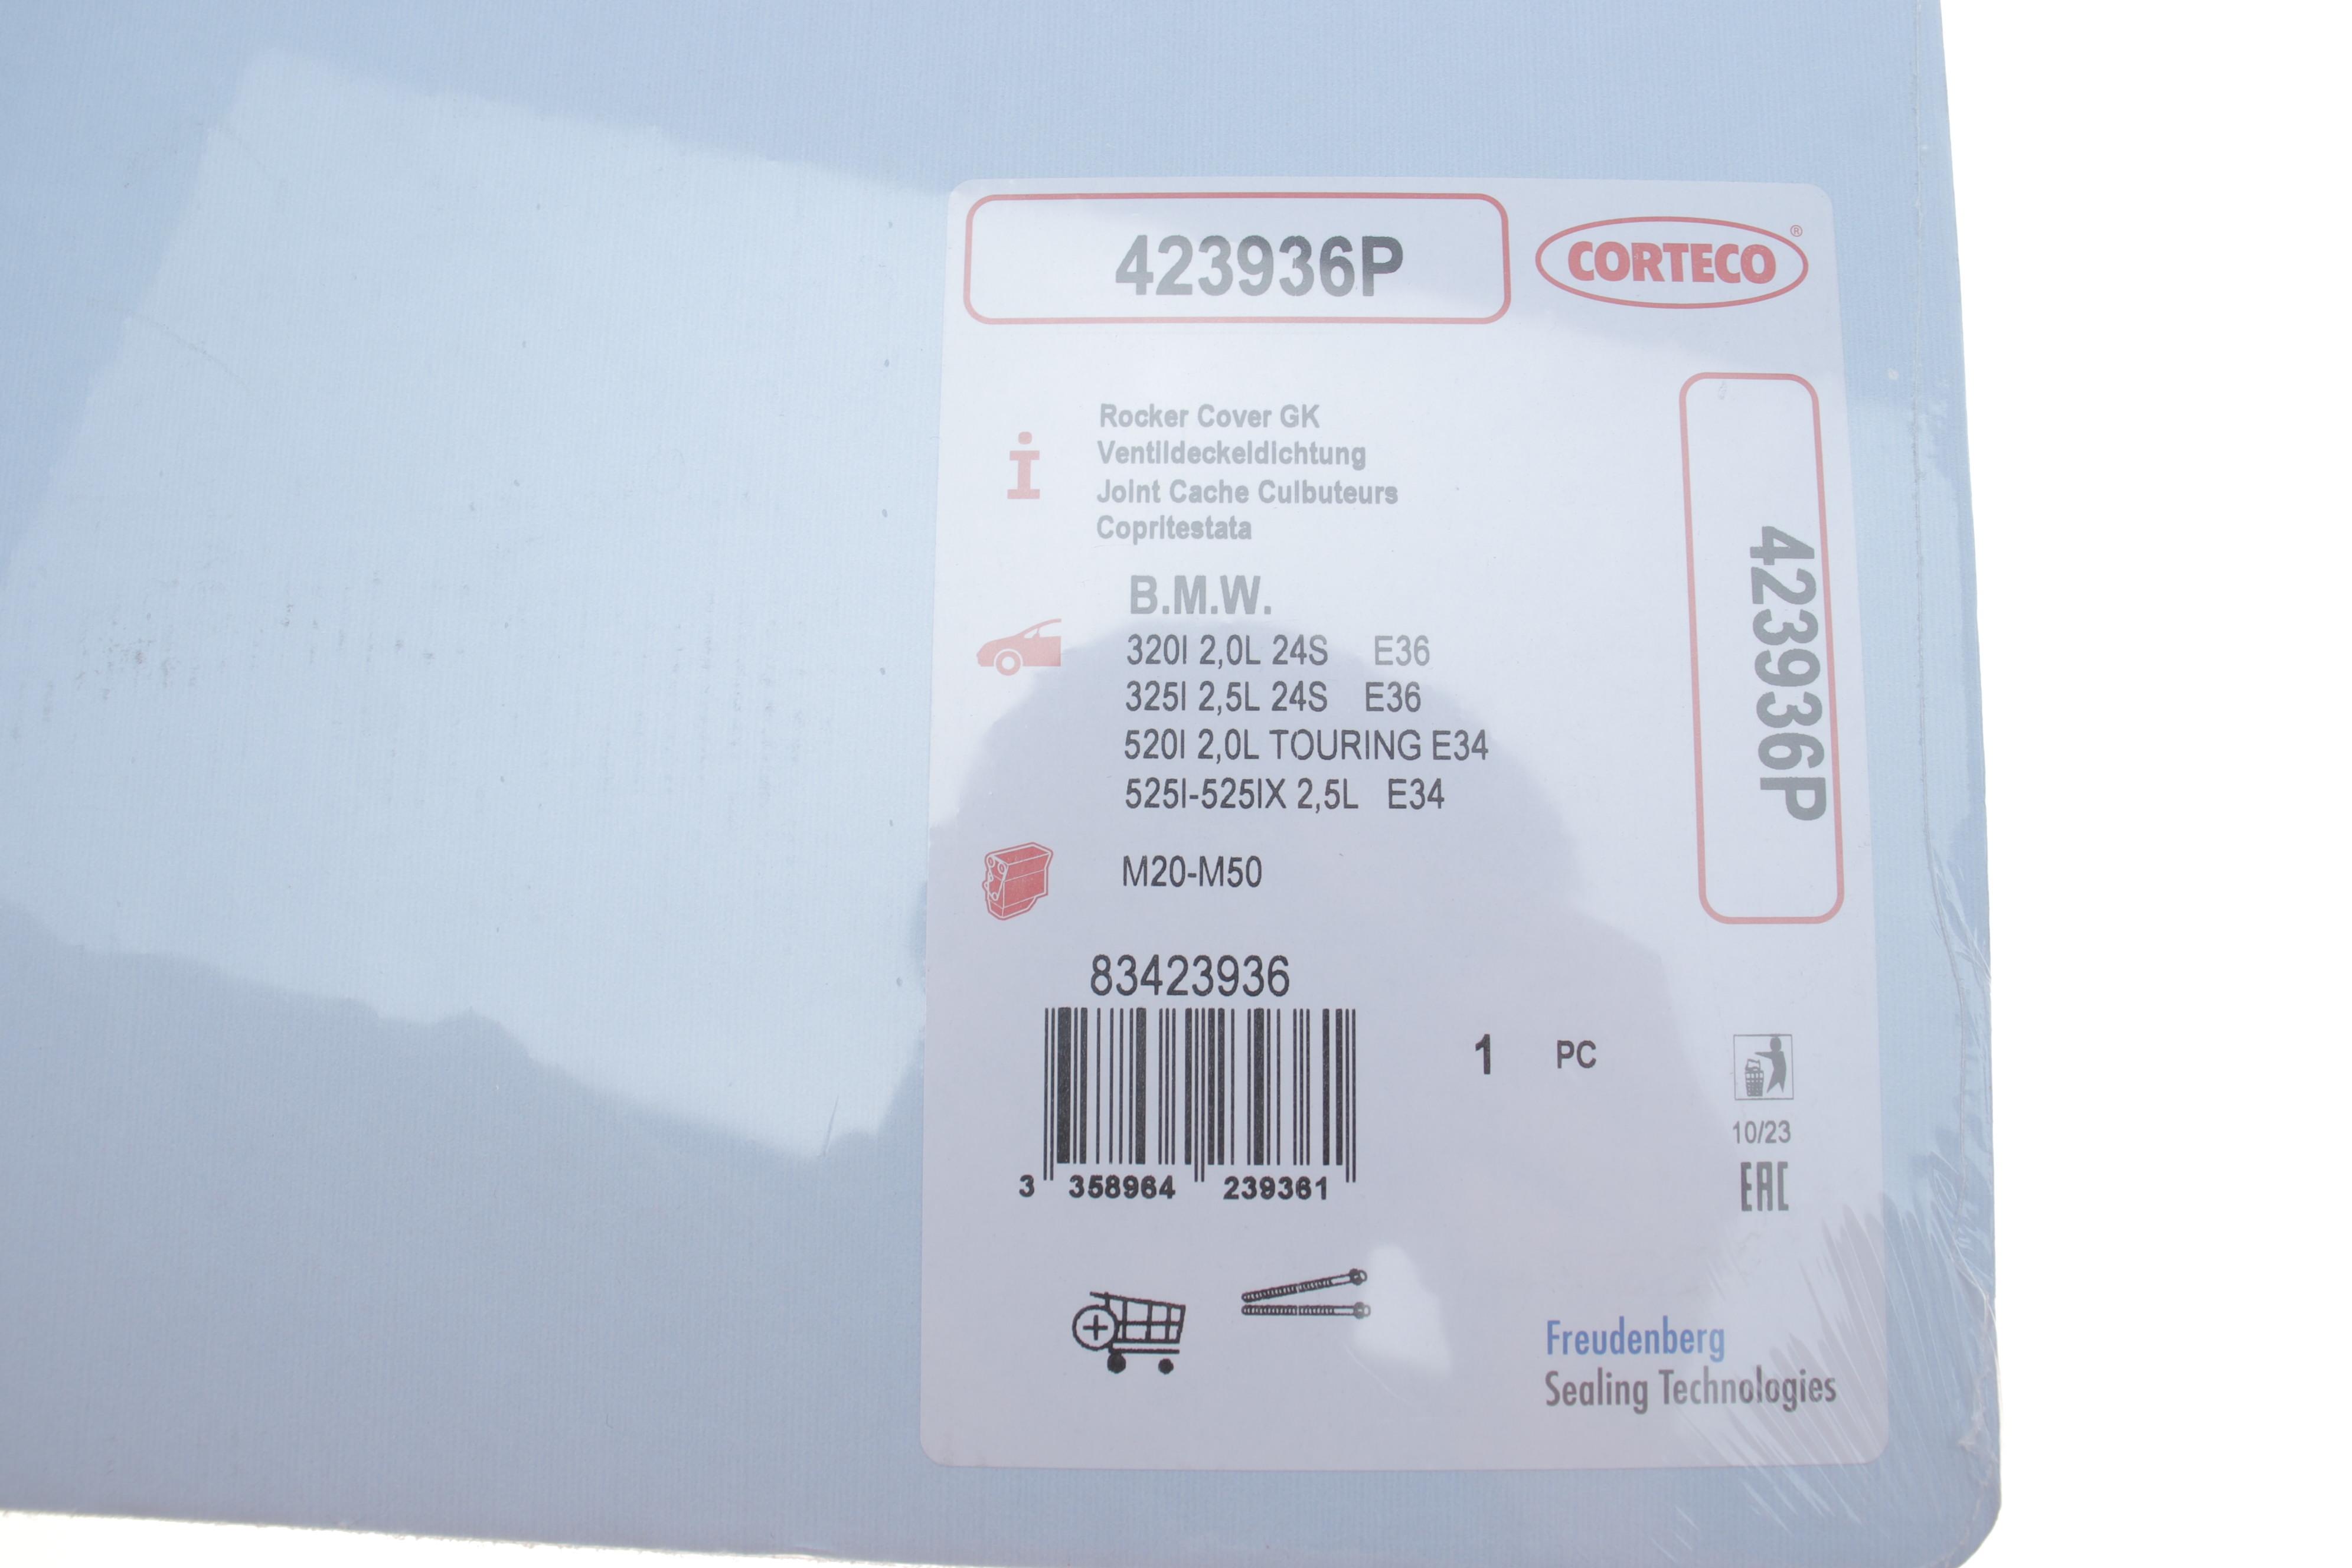 423936P
CORTECO®
Rocker Cover GK
Ventildeckeldichtung
Joint Cache Culbuteurs
Copritestata
423936P
B.M.W.
320I 2,0L 24S E36
325I 2,5L 24S E36
520I 2,0L TOURING E34
525I-525IX 2,5L E34
M20-M50
83423936
1 PC
3 358964 239361
10/23
EAC
Freudenberg
Sealing Technologies